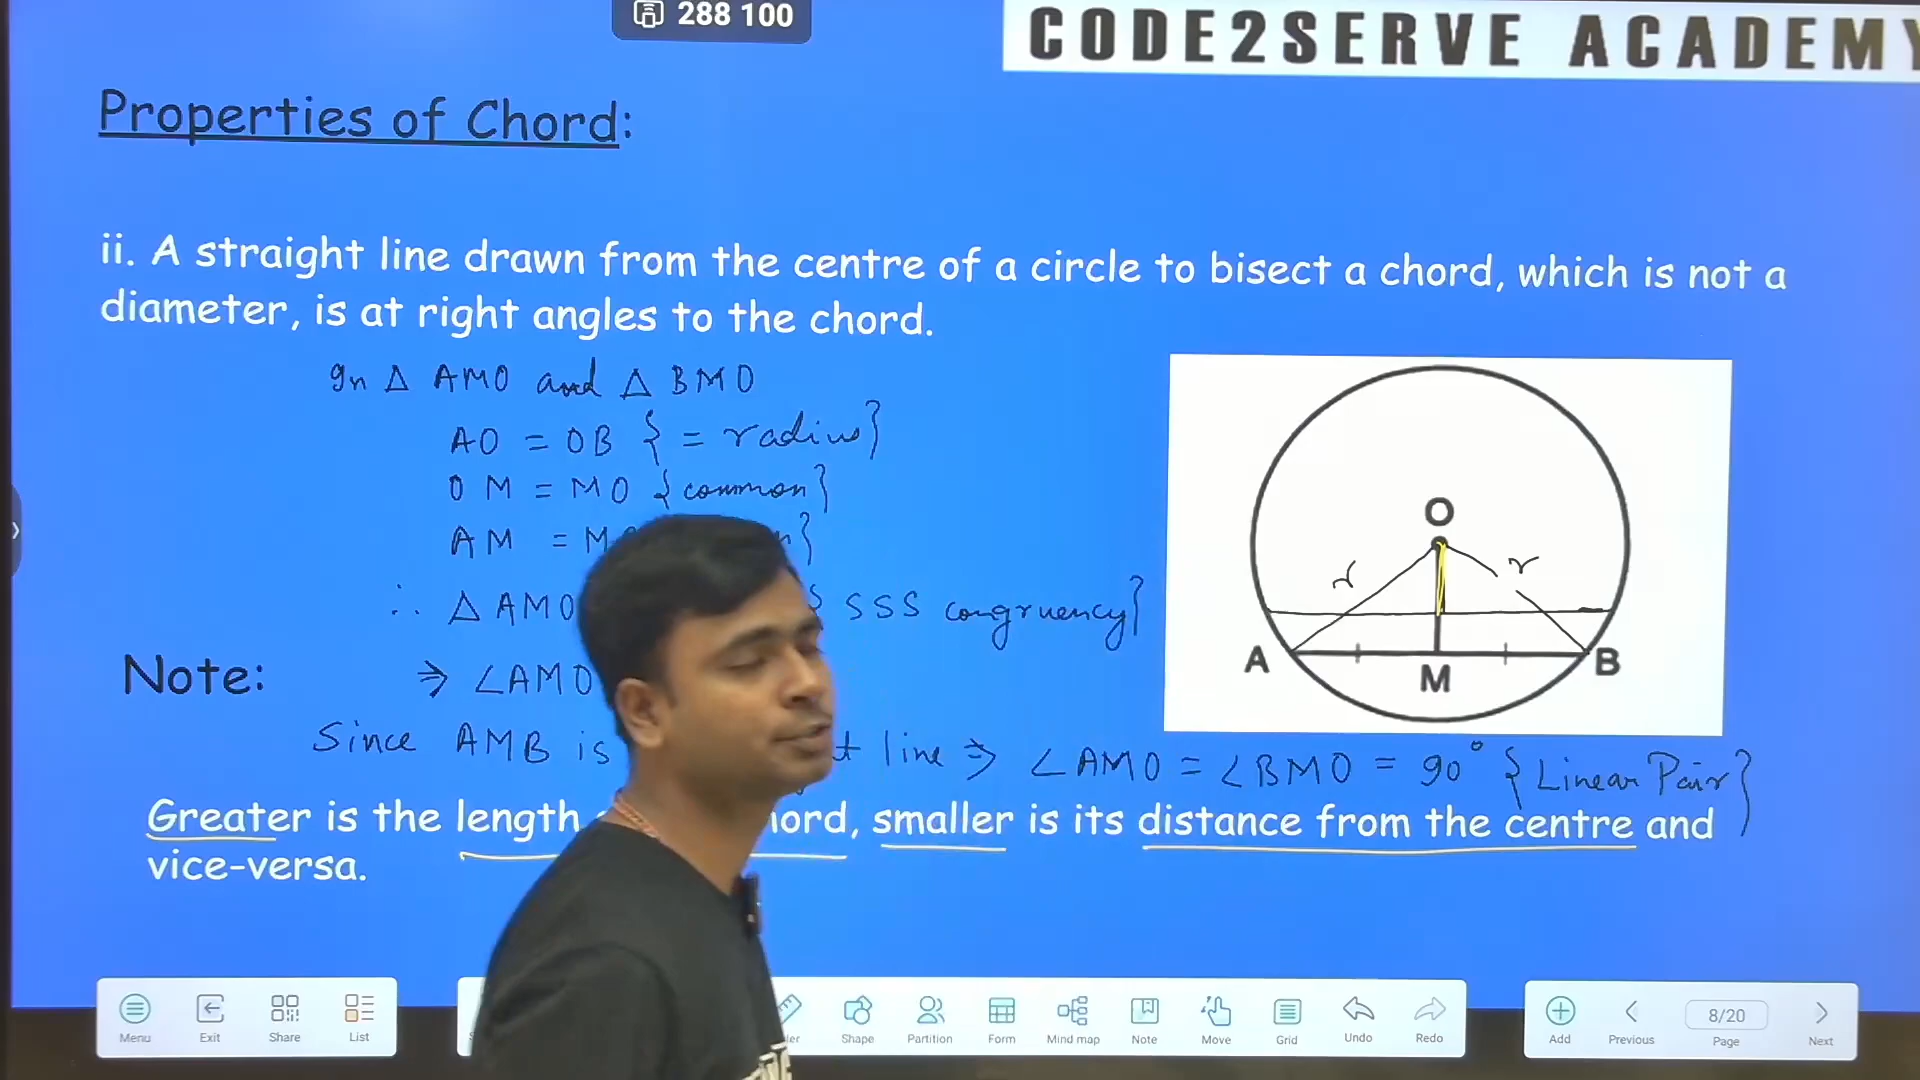 288 100
CODE2SERVE ACADEMY
Properties of Chord:
ii. A straight line drawn from the centre of a circle to bisect a chord, which is not a
diameter, is at right angles to the chord.
In △ AMO and △ BMO
AO = OB { = radius}
OM = MO {common}
AM = M
∴ △ AMO SSS congruency}
Note:
⇒ ∠AMO
Since AMB is line ⇒ ∠AMO = ∠BMO = 90° {Linear Pair}
Greater is the length smaller is its distance from the centre and
vice-versa.
O
r r
A M B
Menu Exit Share List Shape Partition Form Mind map Note Move Grid Undo Redo Add Previous 8/20 Page Next